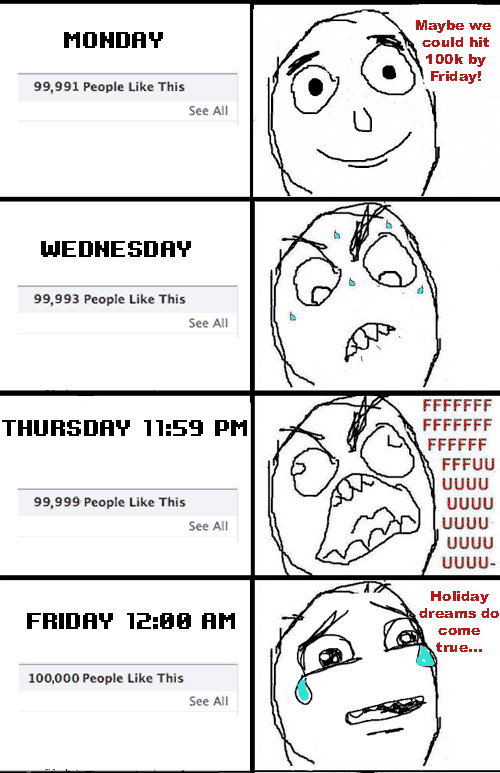 MONDAY
99,991 People Like This
See All
Maybe we
could hit
100k by
Friday!
WEDNESDAY
99,993 People Like This
See All
THURSDAY 11:59 PM
99,999 People Like This
See All
FFFFFFF
FFFFFFF
FFFFFF
FFFUU
UUUU
UUUU
UUUU
UUUU
UUUU-
FRIDAY 12:00 AM
100,000 People Like This
See All
Holiday
dreams do
come
true...